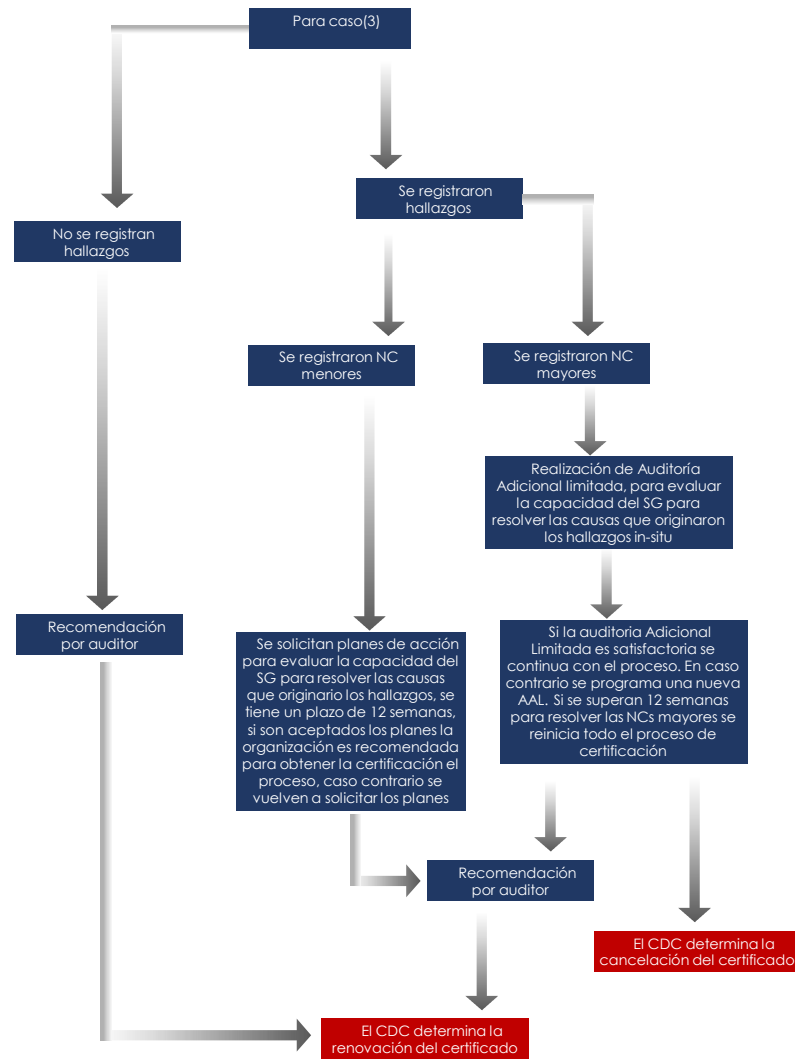 Para caso(3)
Se registraron
hallazgos
No se registran
hallazgos
Se registraron NC
menores
Se registraron NC
mayores
Realización de Auditoría
Adicional limitada, para evaluar
la capacidad del SG para
resolver las causas que originaron
los hallazgos in-situ
Recomendación
por auditor
Se solicitan planes de acción
para evaluar la capacidad del
SG para resolver las causas
que originario los hallazgos, se
tiene un plazo de 12 semanas,
si son aceptados los planes la
organización es recomendada
para obtener la certificación el
proceso, caso contrario se
vuelven a solicitar los planes
Si la auditoria Adicional
Limitada es satisfactoria se
continua con el proceso. En caso
contrario se programa una nueva
AAL. Si se superan 12 semanas
para resolver las NCs mayores se
reinicia todo el proceso de
certificación
Recomendación
por auditor
El CDC determina la
cancelación del certificado
El CDC determina la
renovación del certificado